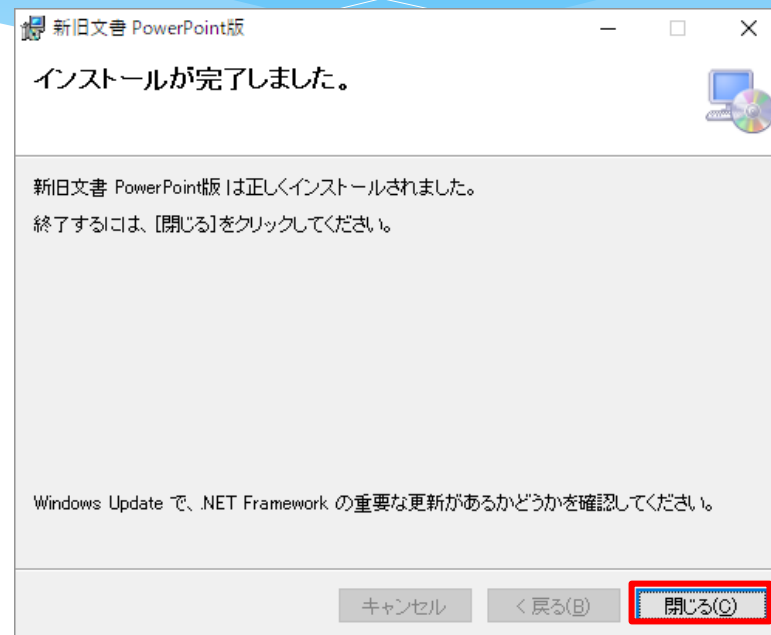 新旧文書 PowerPoint版
インストールが完了しました。
新旧文書 PowerPoint版 は正しくインストールされました。
終了するには、[閉じる]をクリックしてください。
Windows Update で、.NET Framework の重要な更新があるかどうかを確認してください。
キャンセル
< 戻る(B)
閉じる(C)